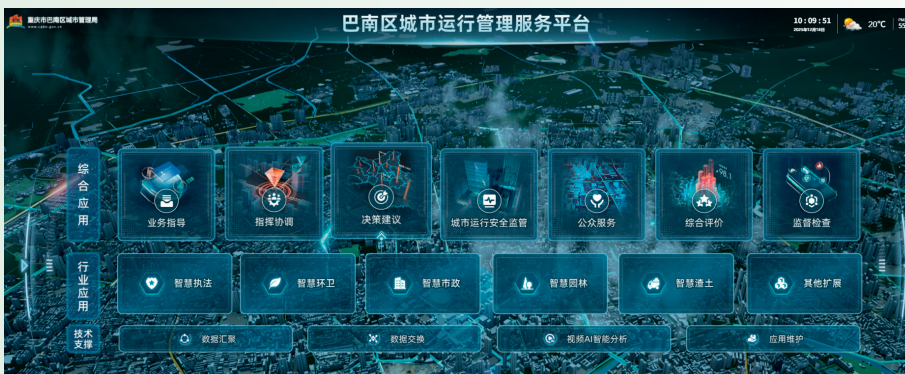 重庆市巴南区城市管理局
巴南区城市运行管理服务平台
10:09:51
20℃
PM
55
综合应用
业务指导
指挥协调
决策建议
城市运行安全监管
公众服务
综合评价
监督检查
行业应用
智慧执法
智慧环卫
智慧市政
智慧园林
智慧渣土
其他扩展
技术支撑
数据汇聚
数据交换
视频AI智能分析
应用维护